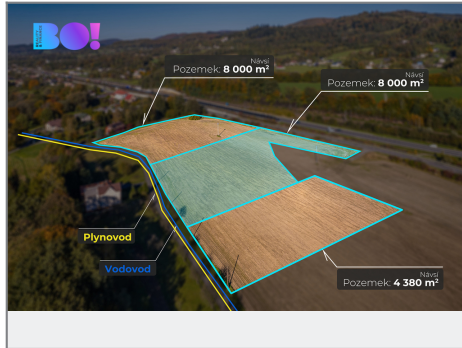 BO!
Návsí
Pozemek: 8 000 m²
Návsí
Pozemek: 8 000 m²
Plynovod
Vodovod
Návsí
Pozemek: 4 380 m²